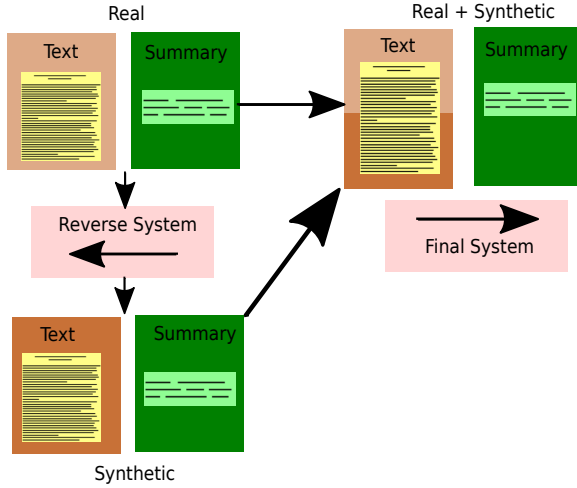 Real
Text
Summary
Reverse System
Text
Summary
Synthetic
Real + Synthetic
Text
Summary
Final System